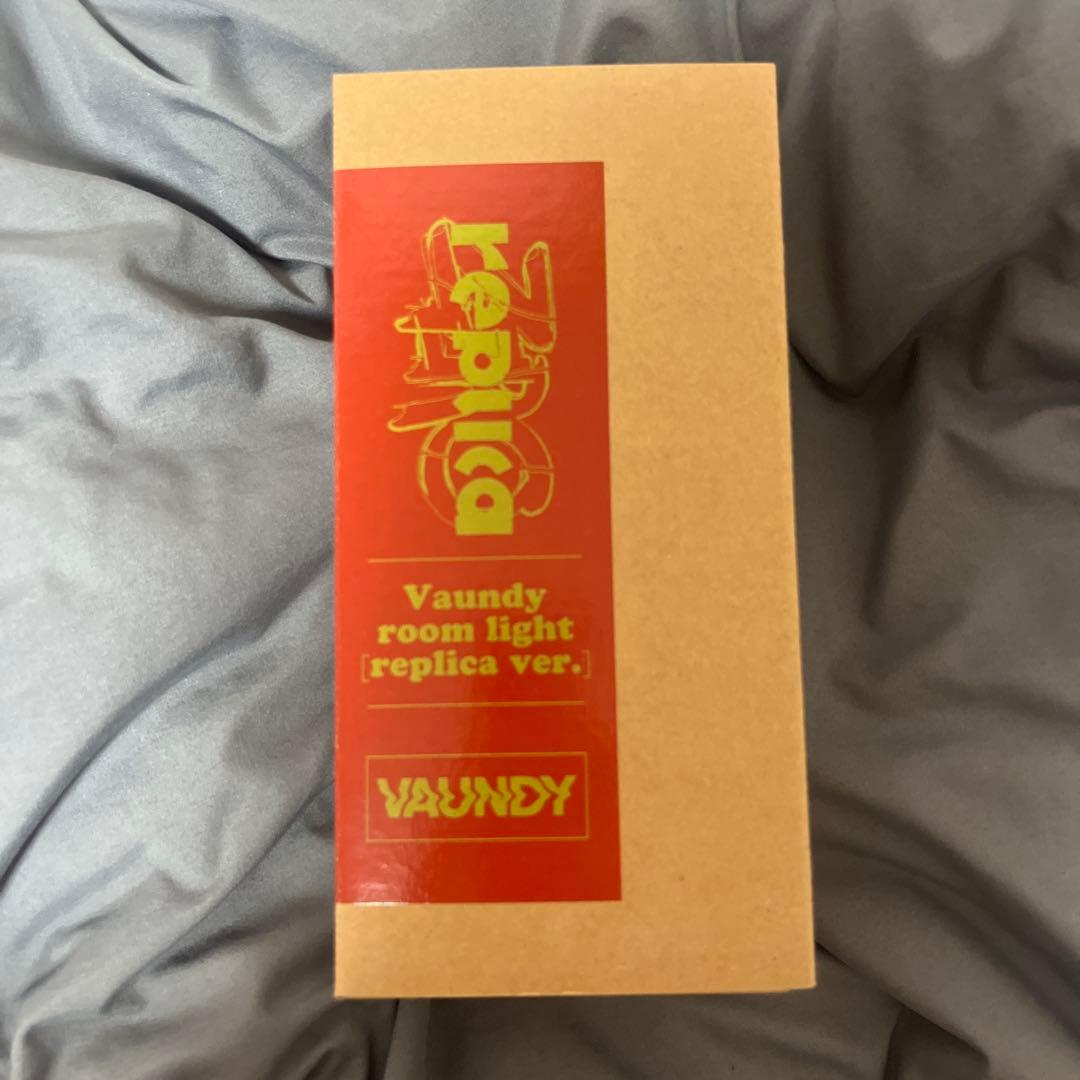 replica
Vaundy
room light
[replica ver.]
VAUNDY